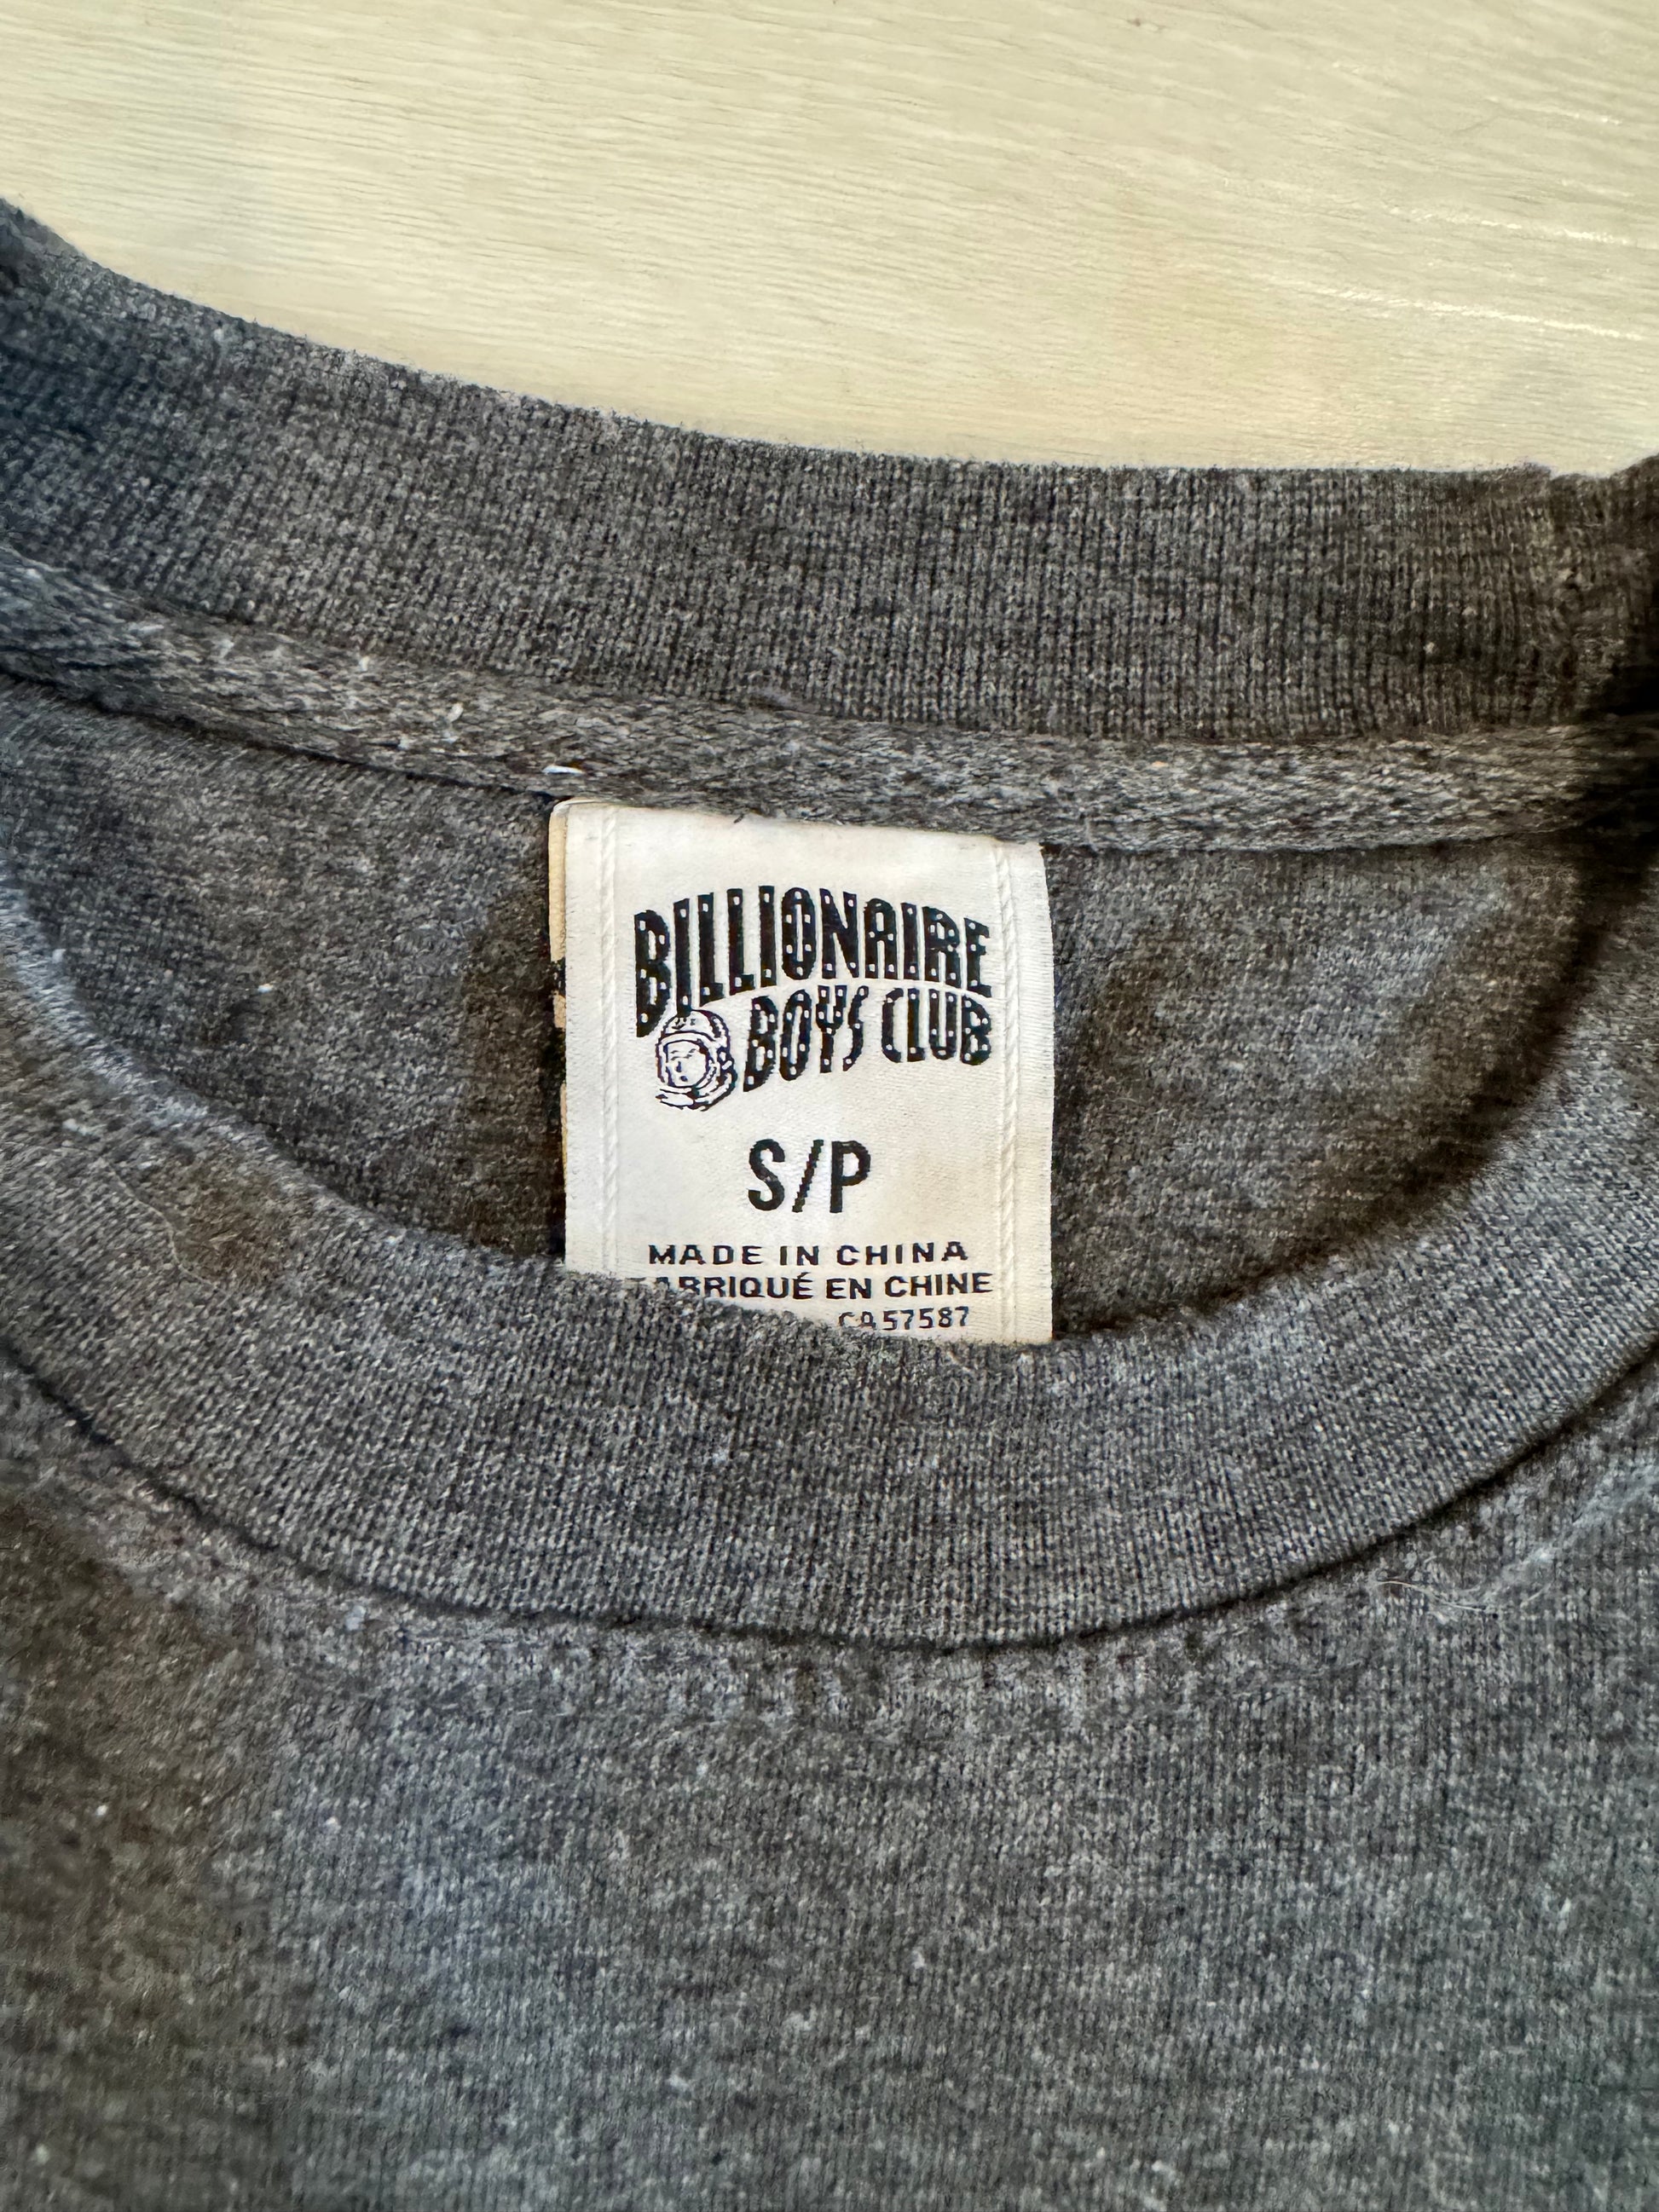 BILLIONAIRE
BOYS CLUB
S/P
MADE IN CHINA
FABRIQUÉ EN CHINE
CA57587